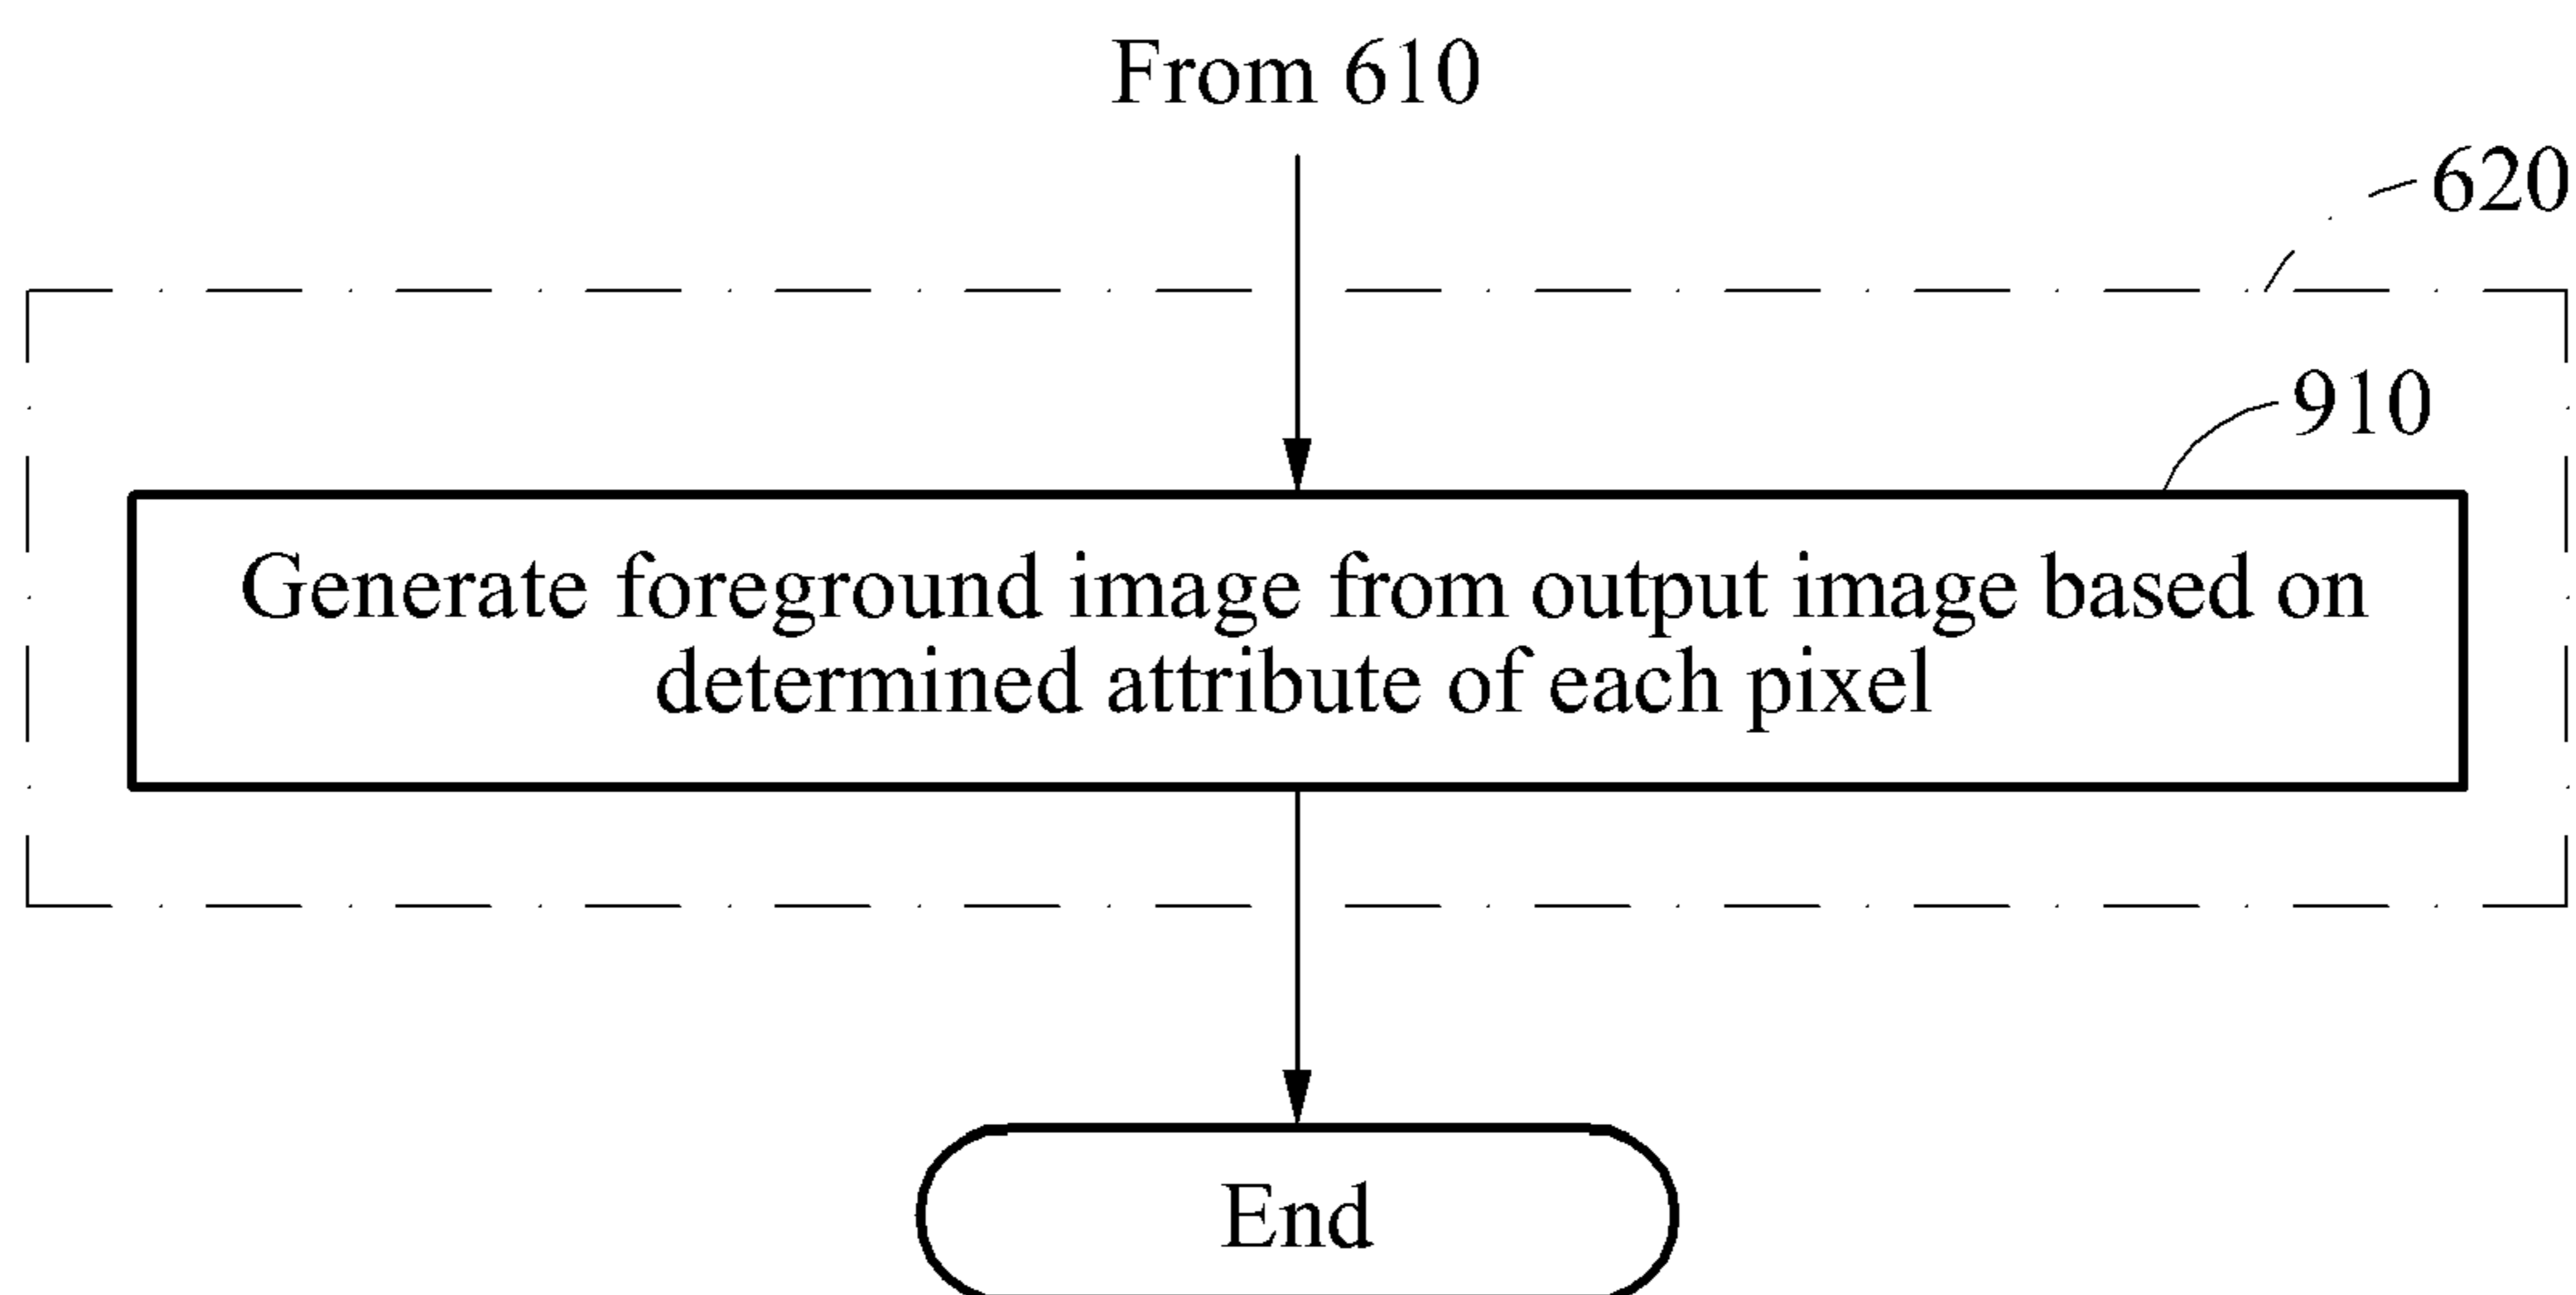 From 610
620
910
Generate foreground image from output image based on
determined attribute of each pixel
End